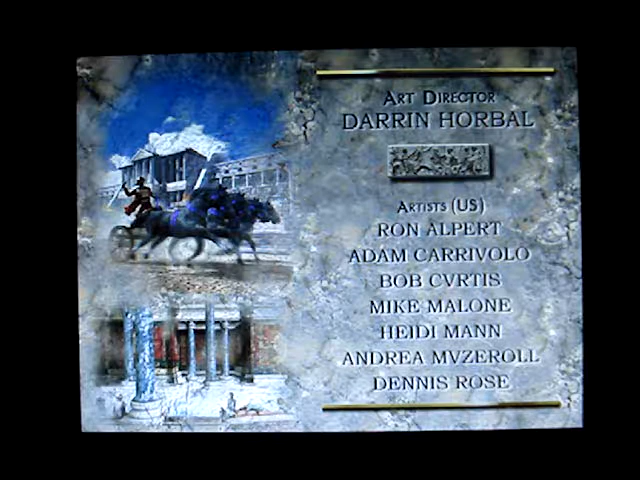 ART DIRECTOR
DARRIN HORBAL
ARTISTS (US)
RON ALPERT
ADAM CARRIVOLO
BOB CVRTIS
MIKE MALONE
HEIDI MANN
ANDREA MVZEROLL
DENNIS ROSE